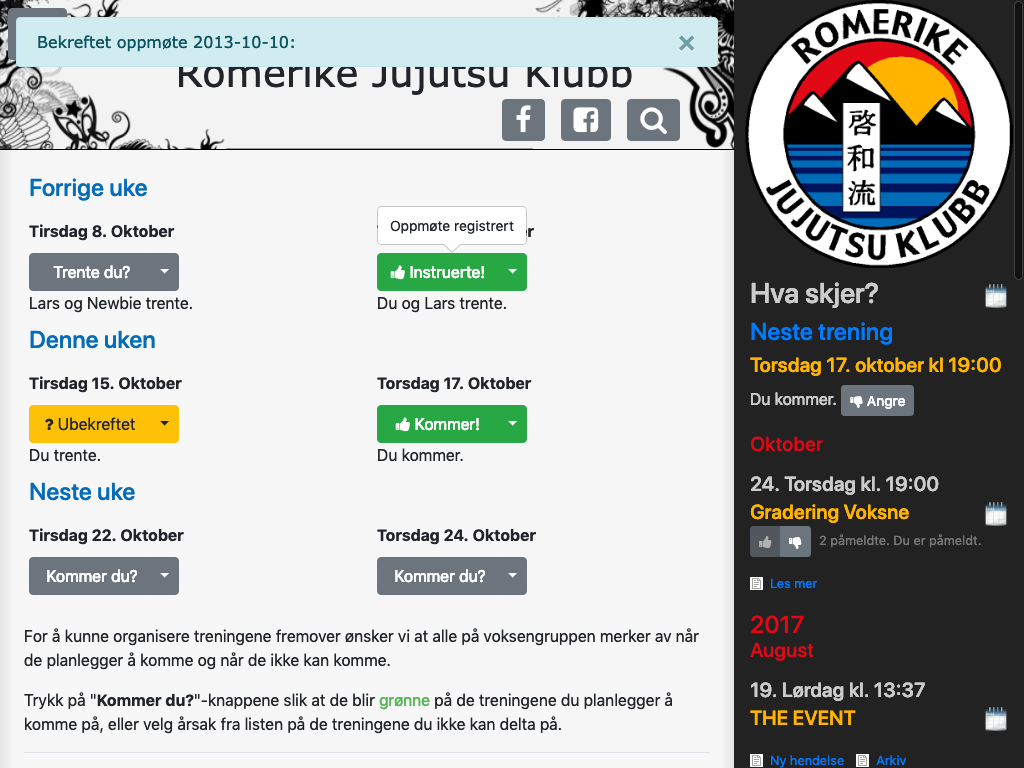 Bekreftet oppmøte 2013-10-10:
×
Romerike Jujutsu Klubb
Forrige uke
Tirsdag 8. Oktober
Trente du?
Lars og Newbie trente.
Oppmøte registrert
r
Instruerte!
Du og Lars trente.
Denne uken
Tirsdag 15. Oktober
? Ubekreftet
Du trente.
Torsdag 17. Oktober
Kommer!
Du kommer.
Neste uke
Tirsdag 22. Oktober
Kommer du?
Torsdag 24. Oktober
Kommer du?
For å kunne organisere treningene fremover ønsker vi at alle på voksengruppen merker av når
de planlegger å komme og når de ikke kan komme.
Trykk på "Kommer du?"-knappene slik at de blir grønne på de treningene du planlegger å
komme på, eller velg årsak fra listen på de treningene du ikke kan delta på.
ROMERIKE
啓
和
流
JUJUTSU KLUBB
Hva skjer?
Neste trening
Torsdag 17. oktober kl 19:00
Du kommer. Angre
Oktober
24. Torsdag kl. 19:00
Gradering Voksne
2 påmeldte. Du er påmeldt.
Les mer
2017
August
19. Lørdag kl. 13:37
THE EVENT
Ny hendelse Arkiv